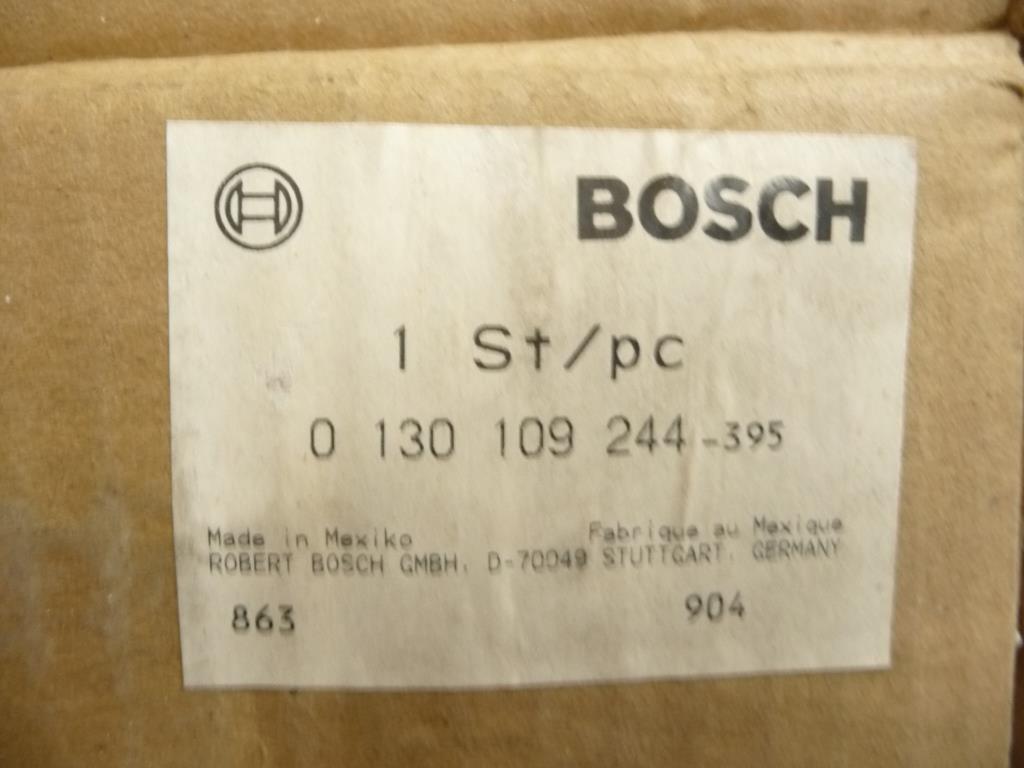 BOSCH
1 St/pc
0 130 109 244-395
Made in Mexiko Fabrique au Mexique
ROBERT BOSCH GMBH, D-70049 STUTTGART, GERMANY
863 904